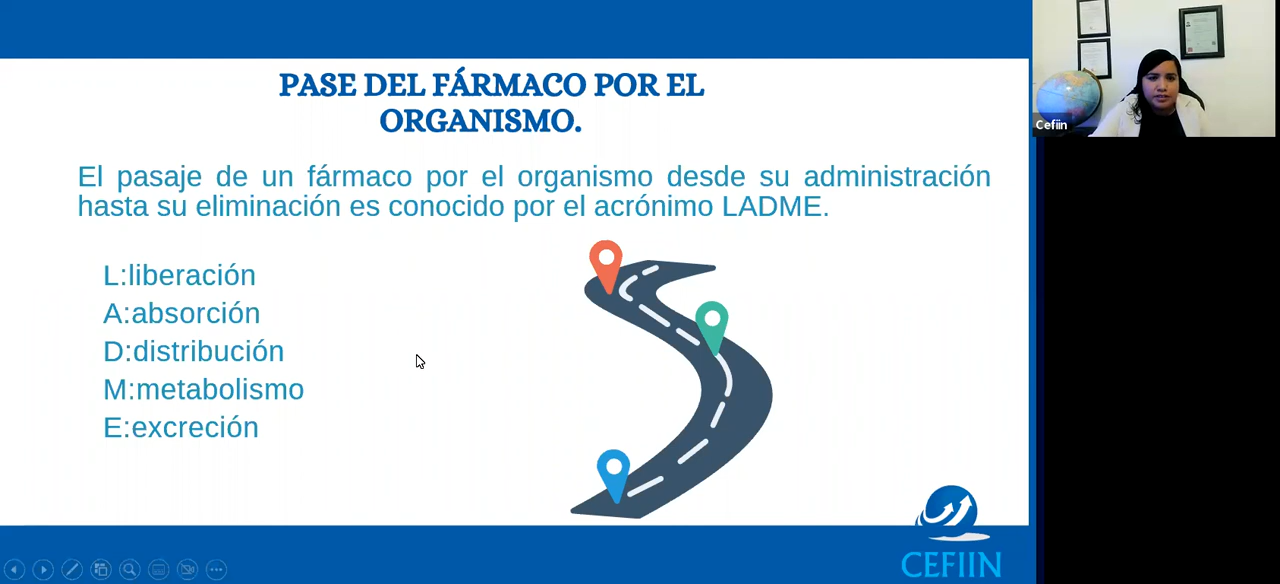 PASE DEL FÁRMACO POR EL
ORGANISMO.
El pasaje de un fármaco por el organismo desde su administración
hasta su eliminación es conocido por el acrónimo LADME.
L:liberación
A:absorción
D:distribución
M:metabolismo
E:excreción
CEFIIN
Cefiin